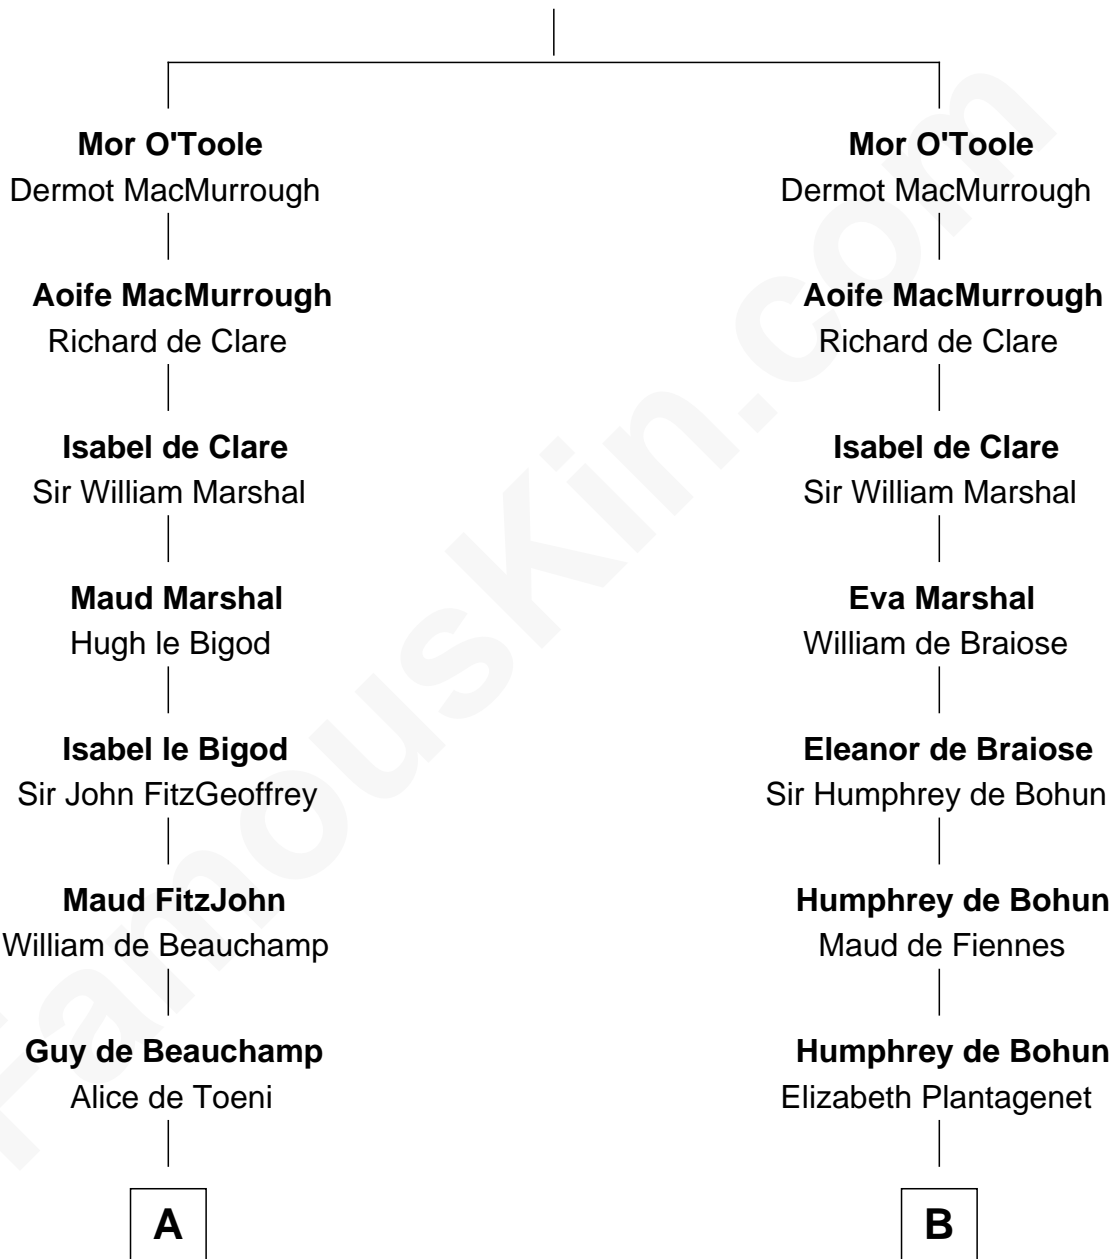 Mor O'Toole
Dermot MacMurrough
Aoife MacMurrough
Richard de Clare
Isabel de Clare
Sir William Marshal
Maud Marshal
Hugh le Bigod
Isabel le Bigod
Sir John FitzGeoffrey
Maud FitzJohn
William de Beauchamp
Guy de Beauchamp
Alice de Toeni
A
Mor O'Toole
Dermot MacMurrough
Aoife MacMurrough
Richard de Clare
Isabel de Clare
Sir William Marshal
Eva Marshal
William de Braiose
Eleanor de Braiose
Sir Humphrey de Bohun
Humphrey de Bohun
Maud de Fiennes
Humphrey de Bohun
Elizabeth Plantagenet
B
FamousKin.com